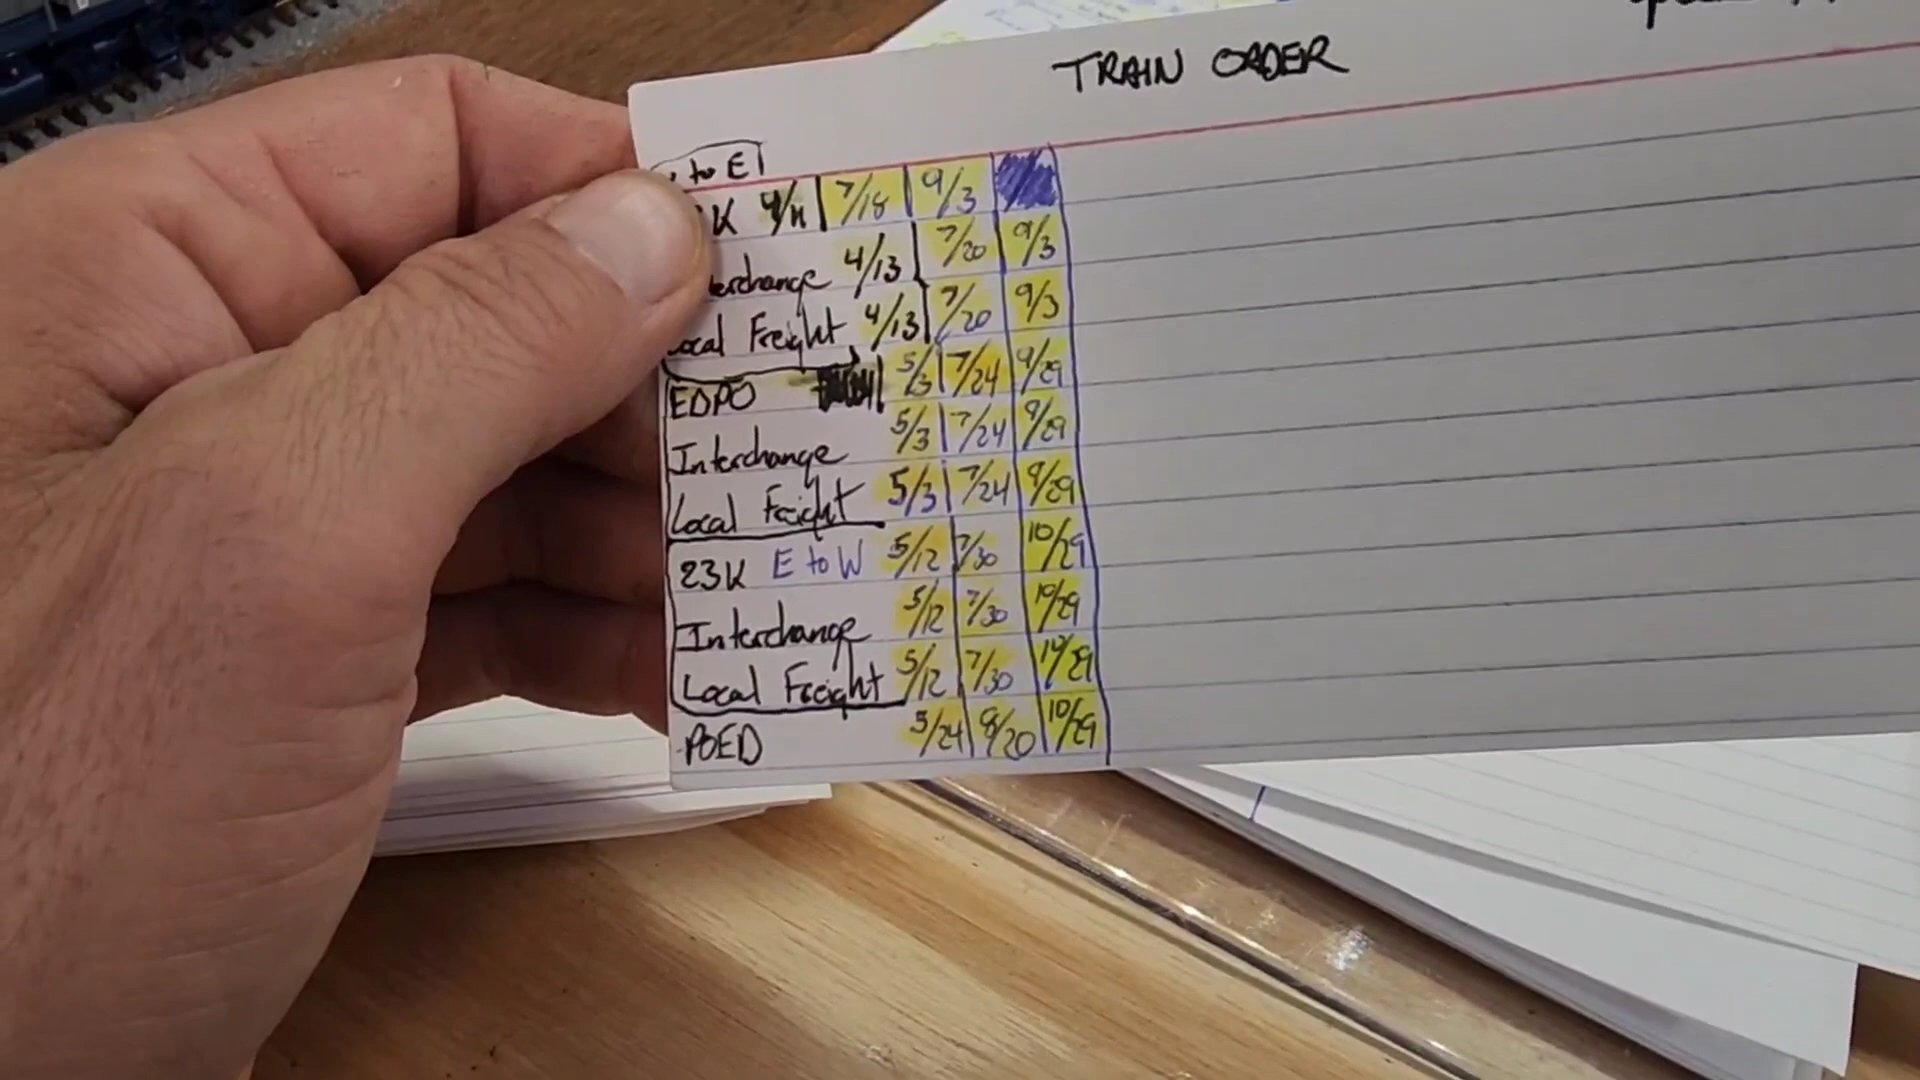 TRAIN ORDER
to E
K 4/11 7/18 9/3
erchange 4/13 7/20 9/3
ocal Freight 4/13 7/20 9/3
EDPO 5/3 7/24 9/29
Interchange 5/3 7/24 9/29
Local Freight 5/3 7/24 9/29
23K E to W 5/12 7/30 10/29
Interchange 5/12 7/30 10/29
Local Freight 5/12 7/30 10/29
POED 5/24 8/20 10/29